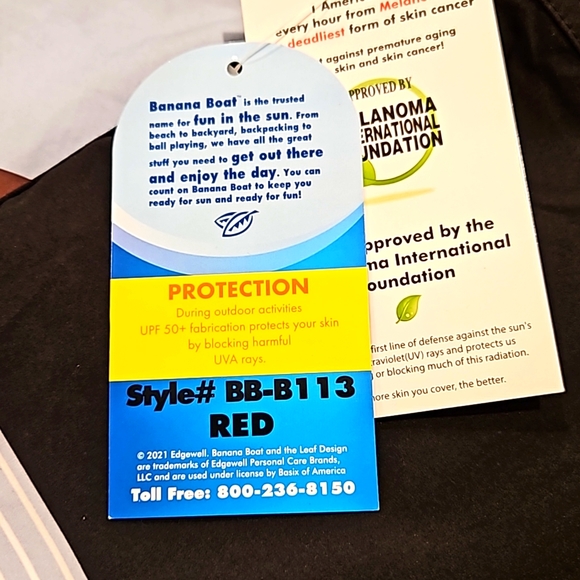 1 Ameri
every hour from Melano
deadliest form of skin cancer
t against premature aging
skin and skin cancer!
PPROVED BY
LANOMA
ERNATIONAL
UNDATION
pproved by the
ma International
oundation
first line of defense against the sun's
raviolet(UV) rays and protects us
or blocking much of this radiation.
more skin you cover, the better.
Banana Boat™ is the trusted
name for fun in the sun. From
beach to backyard, backpacking to
ball playing, we have all the great
stuff you need to get out there
and enjoy the day. You can
count on Banana Boat to keep you
ready for sun and ready for fun!
PROTECTION
During outdoor activities
UPF 50+ fabrication protects your skin
by blocking harmful
UVA rays.
Style# BB-B113
RED
© 2021 Edgewell. Banana Boat and the Leaf Design
are trademarks of Edgewell Personal Care Brands,
LLC and are used under license by Basix of America
Toll Free: 800-236-8150